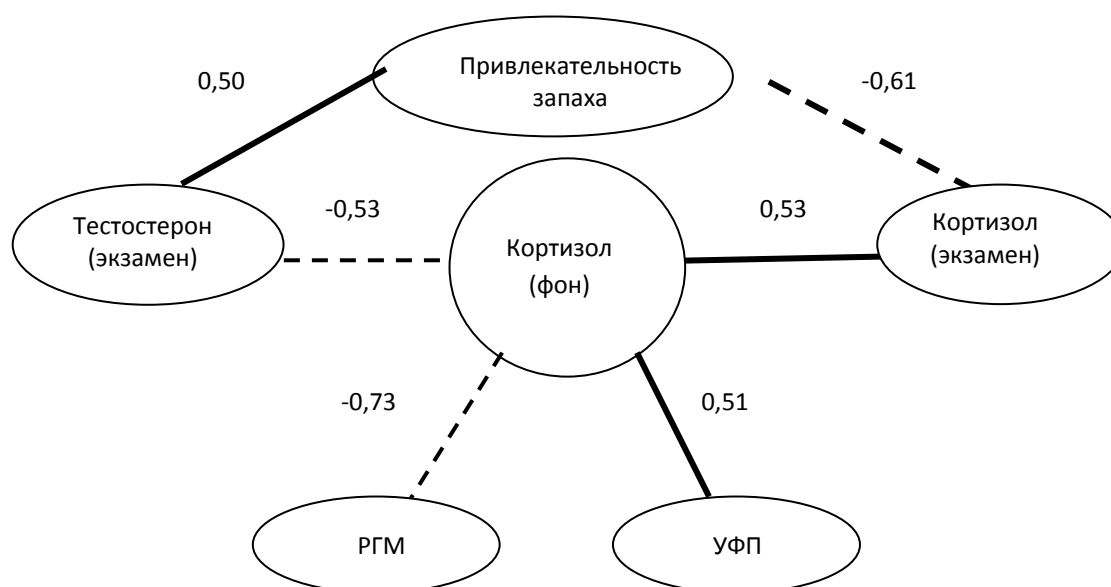 Привлекательность
запаха
0,50
-0,61
Тестостерон
(экзамен)
-0,53
Кортизол
(фон)
0,53
Кортизол
(экзамен)
-0,73
0,51
РГМ
УФП